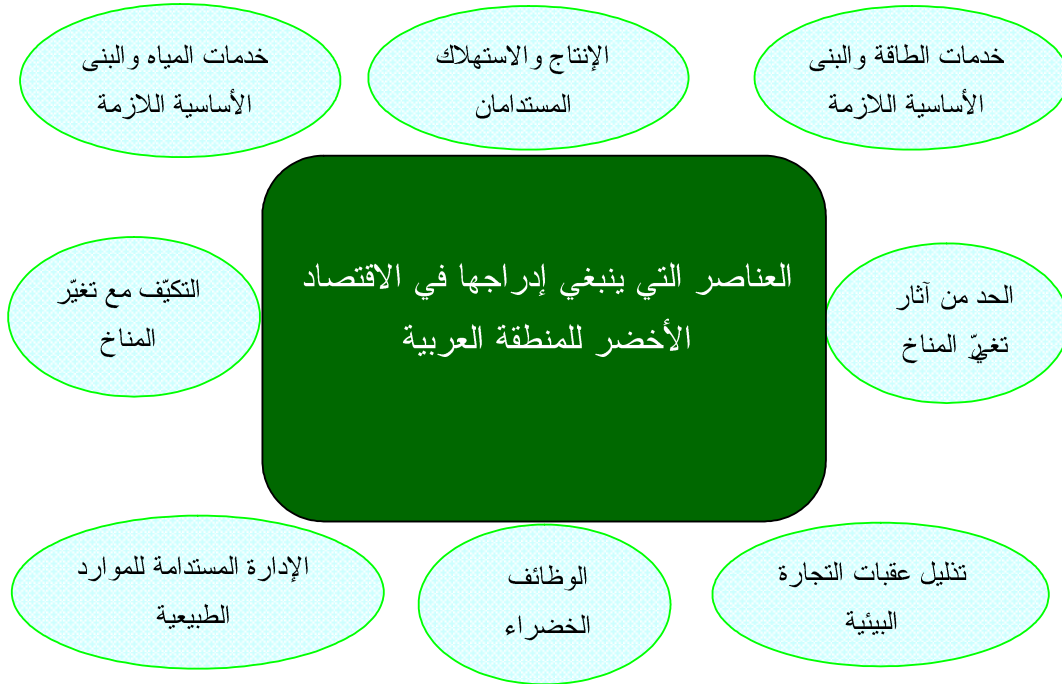 خدمات الطاقة والبنى
الأساسية اللازمة
الإنتاج والاستهلاك
المستدامان
خدمات المياه والبنى
الأساسية اللازمة
العناصر التي ينبغي إدراجها في الاقتصاد
الأخضر للمنطقة العربية
الحد من آثار
تغيّر المناخ
التكيّف مع تغيّر
المناخ
تذليل عقبات التجارة
البيئية
الوظائف
الخضراء
الإدارة المستدامة للموارد
الطبيعية